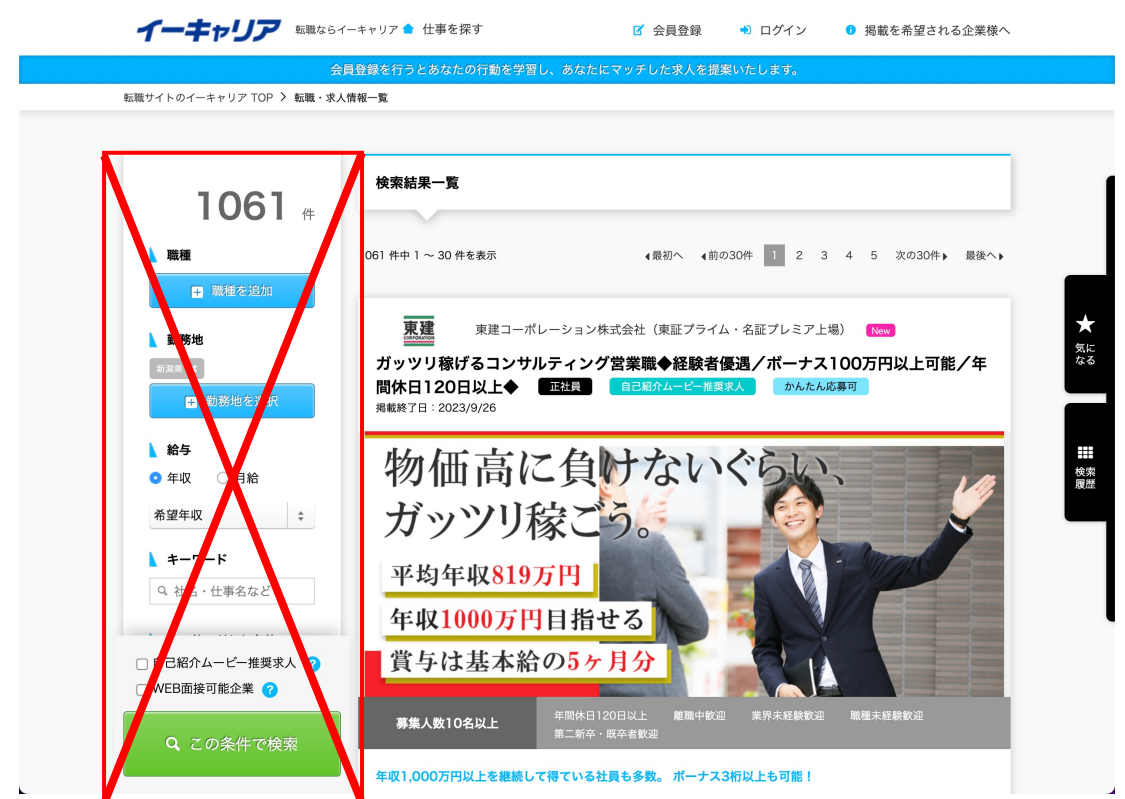 イーキャリア 転職ならイーキャリア 仕事を探す 会員登録 ログイン 掲載を希望される企業様へ
会員登録を行うとあなたの行動を学習し、あなたにマッチした求人を提案いたします。
転職サイトのイーキャリア TOP > 転職・求人情報一覧
1061 件
職種
職種を追加
勤務地
新潟県
勤務地を選択
給与
年収 月給
希望年収
キーワード
社名・仕事名など
自己紹介ムービー推奨求人 ?
WEB面接可能企業 ?
この条件で検索
検索結果一覧
061 件中 1 〜 30 件を表示 最初へ 前の30件 1 2 3 4 5 次の30件 最後へ
東建
CORPORATION
東建コーポレーション株式会社（東証プライム・名証プレミア上場） New
ガッツリ稼げるコンサルティング営業職◆経験者優遇／ボーナス100万円以上可能／年
間休日120日以上◆ 正社員 自己紹介ムービー推奨求人 かんたん応募可
掲載終了日：2023/9/26
物価高に負けないぐらい、
ガッツリ稼ごう。
平均年収819万円
年収1000万円目指せる
賞与は基本給の5ヶ月分
募集人数10名以上
年間休日120日以上 離職中歓迎 業界未経験歓迎 職種未経験歓迎
第二新卒・既卒者歓迎
年収1,000万円以上を継続して得ている社員も多数。 ボーナス3桁以上も可能！
気に
なる
検索
履歴